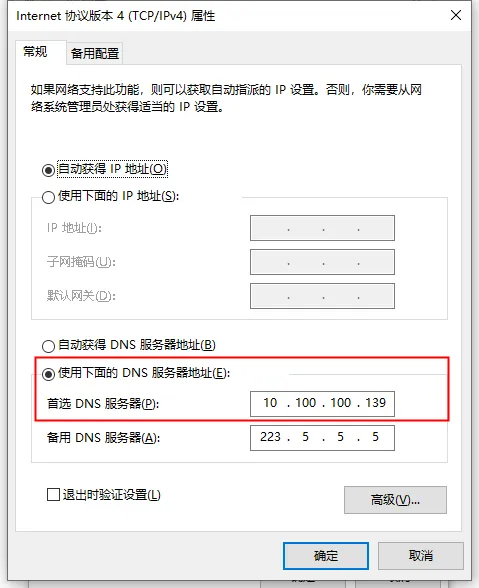 Internet 协议版本 4 (TCP/IPv4) 属性
常规
备用配置
如果网络支持此功能，则可以获取自动指派的 IP 设置。否则，你需要从网
络系统管理员处获得适当的 IP 设置。
自动获得 IP 地址(O)
使用下面的 IP 地址(S):
IP 地址(I):
子网掩码(U):
默认网关(D):
自动获得 DNS 服务器地址(B)
使用下面的 DNS 服务器地址(E):
首选 DNS 服务器(P): 10 . 100 . 100 . 139
备用 DNS 服务器(A): 223 . 5 . 5 . 5
退出时验证设置(L)
高级(V)...
确定
取消